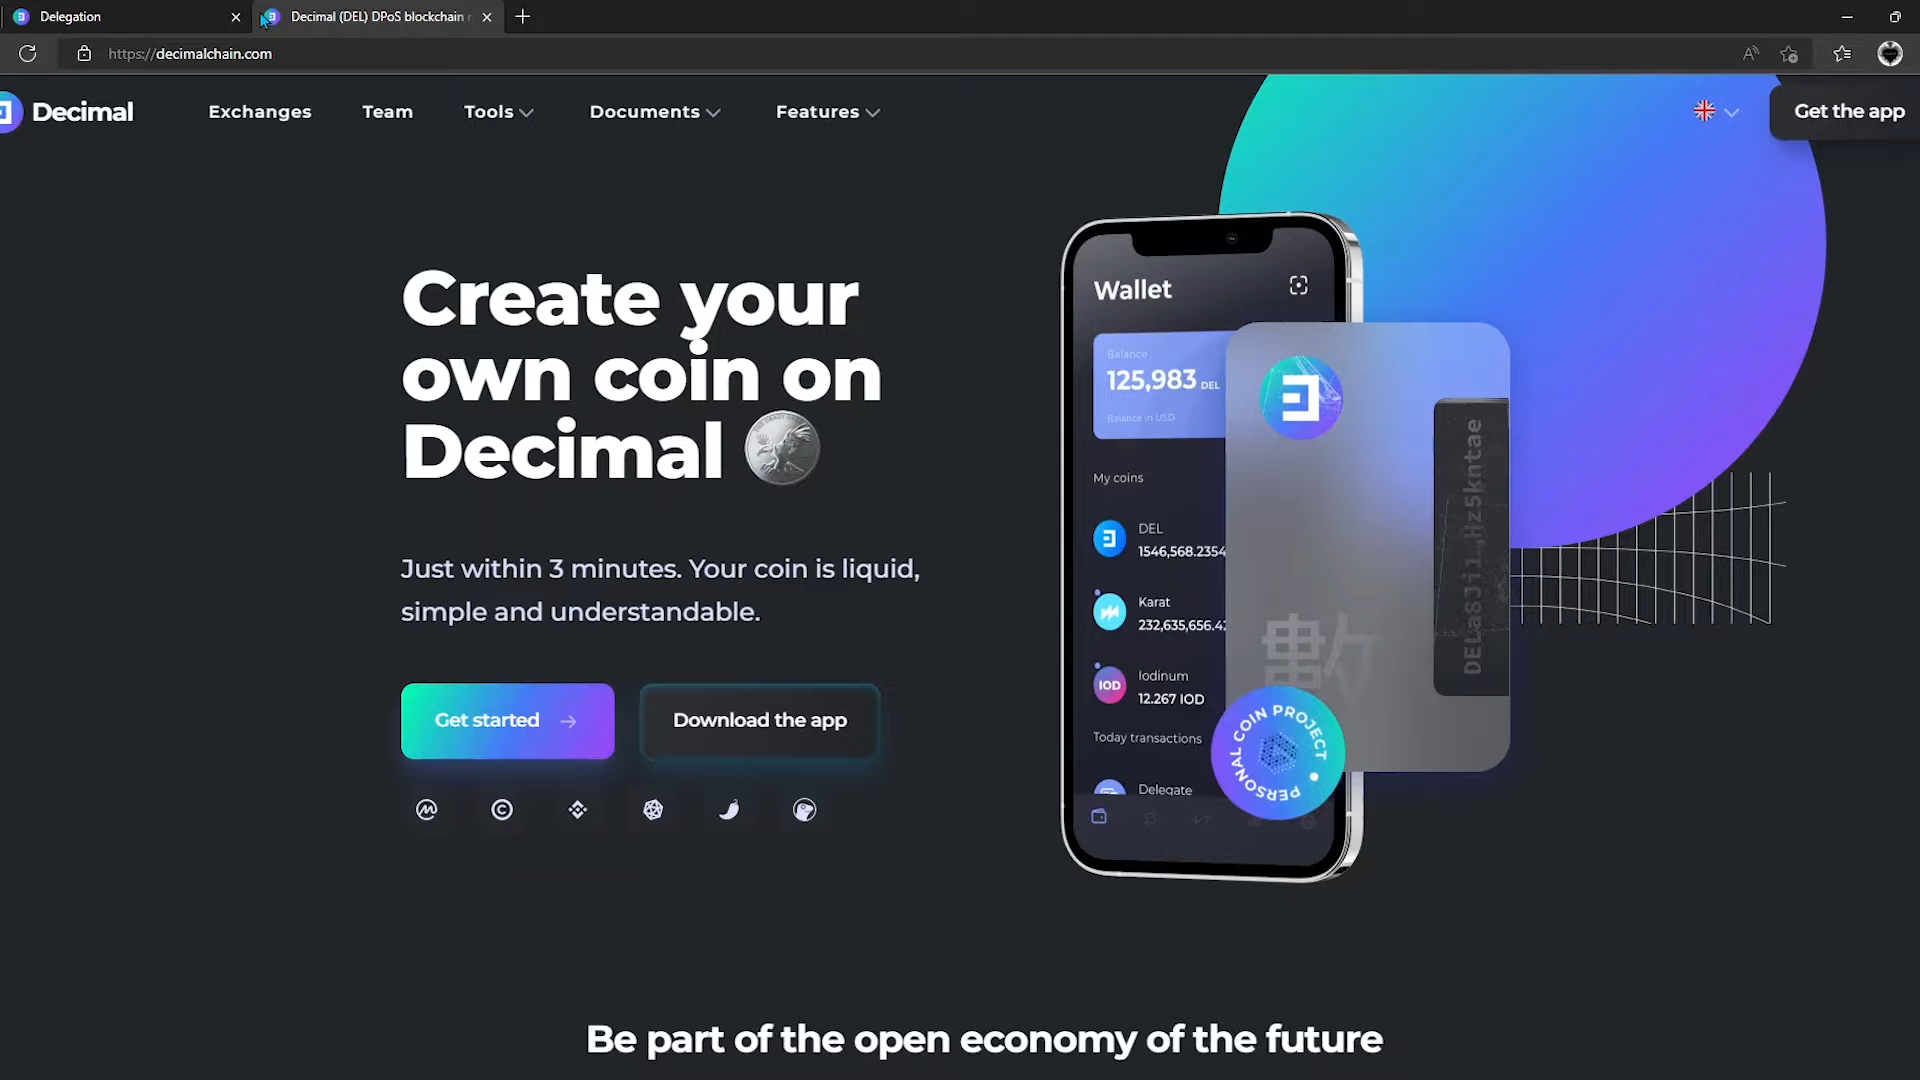 Delegation
Decimal (DEL) DPoS blockchain
https://decimalchain.com
Decimal
Exchanges
Team
Tools
Documents
Features
Get the app
Create your
own coin on
Decimal
Just within 3 minutes. Your coin is liquid,
simple and understandable.
Get started
Download the app
Wallet
Balance
125,983 DEL
Balance in USD
My coins
DEL
1546,568.2354
Karat
232,635,656.42
IOD
Iodinum
12.267 IOD
Today transactions
Delegate
數
PERSONAL COIN PROJECT
Be part of the open economy of the future